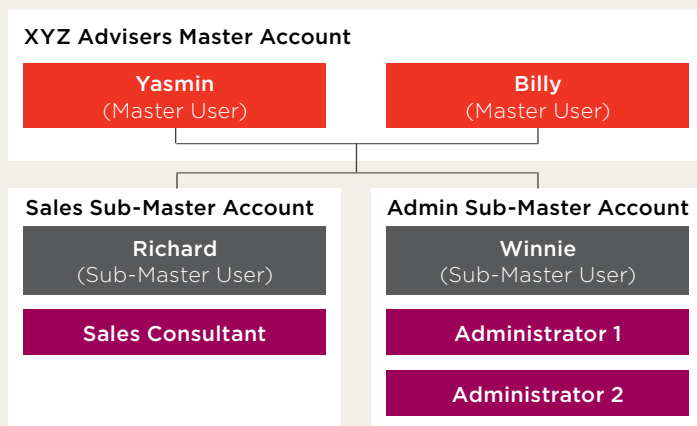 XYZ Advisers Master Account
Yasmin
(Master User)
Billy
(Master User)
Sales Sub-Master Account
Richard
(Sub-Master User)
Sales Consultant
Admin Sub-Master Account
Winnie
(Sub-Master User)
Administrator 1
Administrator 2